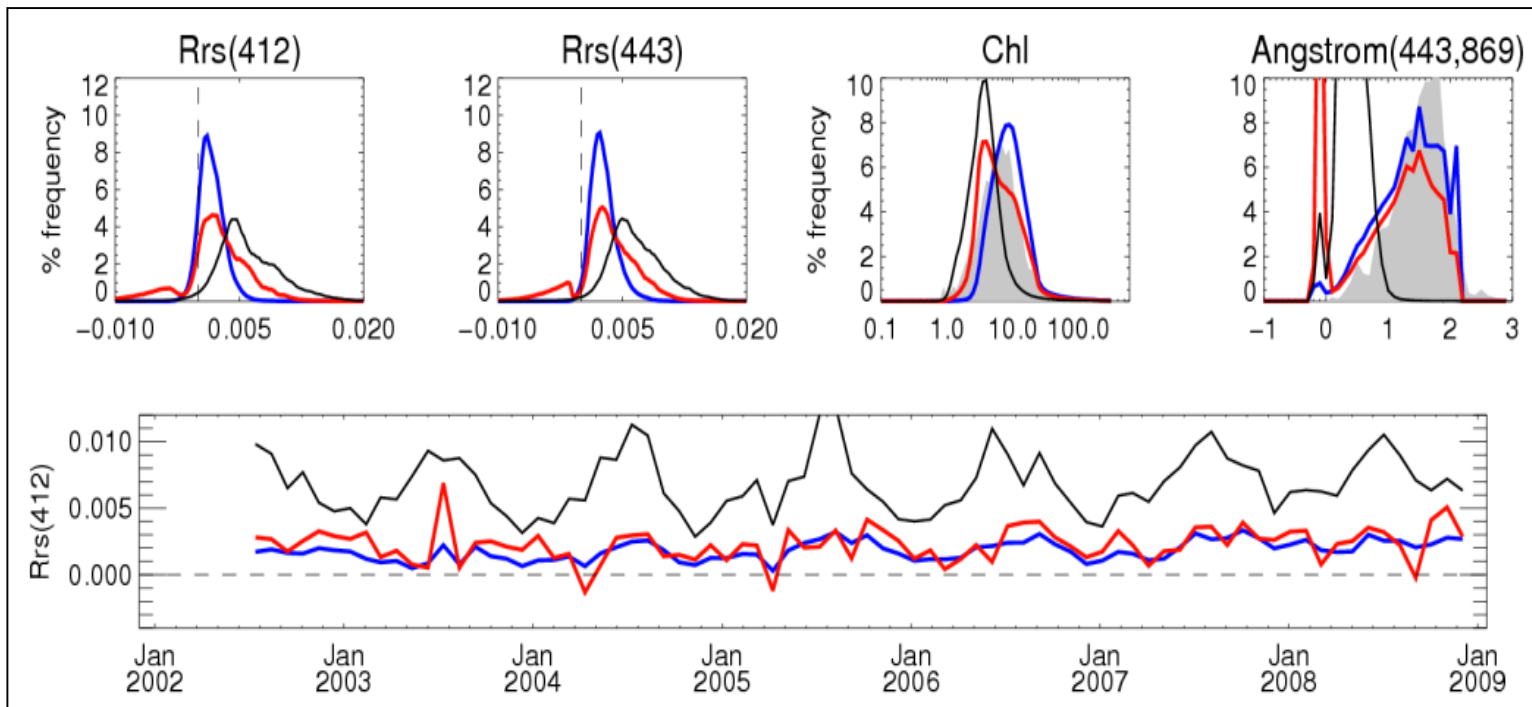 Rrs(412) Rrs(443) Chl Angstrom(443,869)
% frequency
12
10
8
6
4
2
0
−0.010 0.005 0.020
% frequency
12
10
8
6
4
2
0
−0.010 0.005 0.020
% frequency
10
8
6
4
2
0
0.1 1.0 10.0 100.0
10
8
6
4
2
0
−1 0 1 2 3
Rrs(412)
0.010
0.005
0.000
Jan Jan Jan Jan Jan Jan Jan Jan
2002 2003 2004 2005 2006 2007 2008 2009